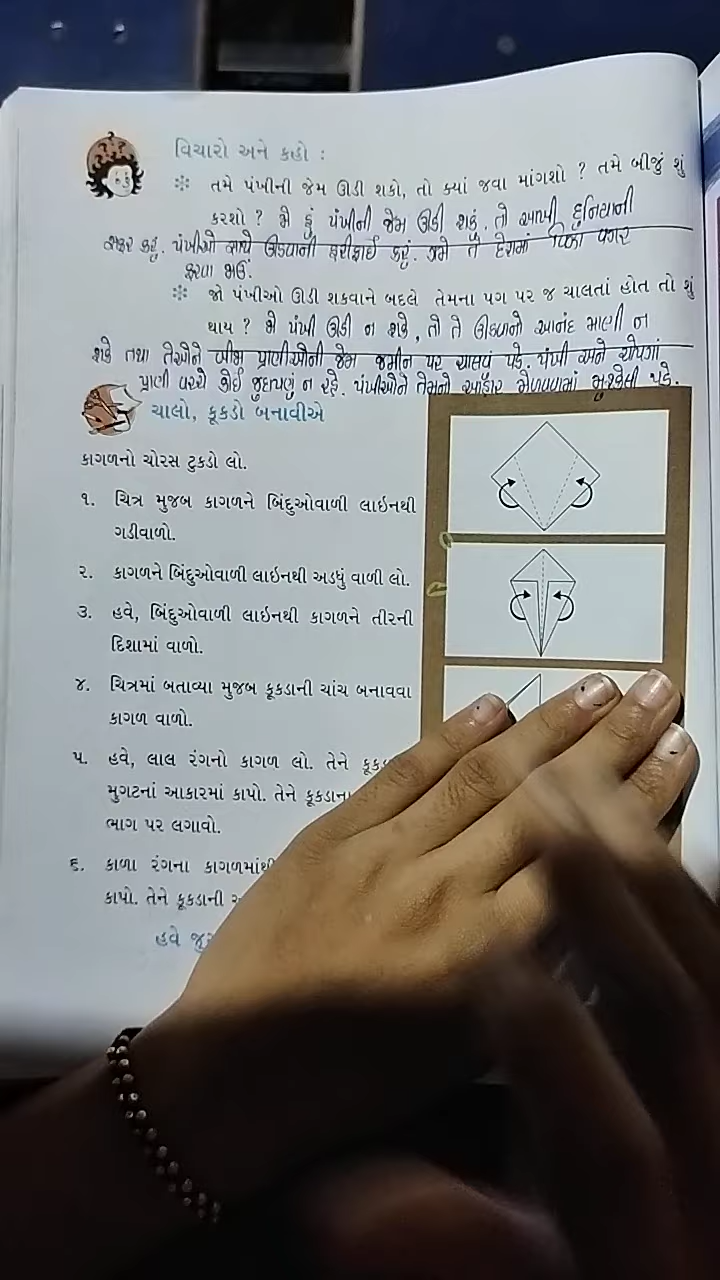 વિચારો અને કહો :
તમે પંખીની જેમ ઊડી શકો, તો ક્યાં જવા માંગશો ? તમે બીજું શું
કરશો ? જો હું પંખીની જેમ ઊડી શકું. તો આખી દુનિયાની
સફર કરું. પંખીઓ સાથે ઊડવાની હરીફાઈ કરું. ગમે તે દેશમાં વિઝા વગર
ફરવા જાઉં.
જો પંખીઓ ઊડી શકવાને બદલે તેમના પગ પર જ ચાલતાં હોત તો શું
થાય ? જો પંખી ઊડી ન શકે, તો તે ઊડવાનો આનંદ માણી ન
શકે તથા તેઓને બીજા પ્રાણીઓની જેમ જમીન પર ચાલવું પડે. પંખી અને ચોપગાં
પ્રાણી વચ્ચે કોઈ જુદાપણું ન રહે. પંખીઓને તેમનો આહાર મેળવવામાં મુશ્કેલી પડે.
ચાલો, કૂકડો બનાવીએ
કાગળનો ચોરસ ટુકડો લો.
૧. ચિત્ર મુજબ કાગળને બિંદુઓવાળી લાઇનથી
ગડીવાળો.
૨. કાગળને બિંદુઓવાળી લાઇનથી અડધું વાળી લો.
૩. હવે, બિંદુઓવાળી લાઇનથી કાગળને તીરની
દિશામાં વાળો.
૪. ચિત્રમાં બતાવ્યા મુજબ કૂકડાની ચાંચ બનાવવા
કાગળ વાળો.
૫. હવે, લાલ રંગનો કાગળ લો. તેને
મુગટનાં આકારમાં કાપો. તેને કૂકડાના
ભાગ પર લગાવો.
૬. કાળા રંગના કાગળમાંથી
કાપો. તેને કૂકડાની
હવે